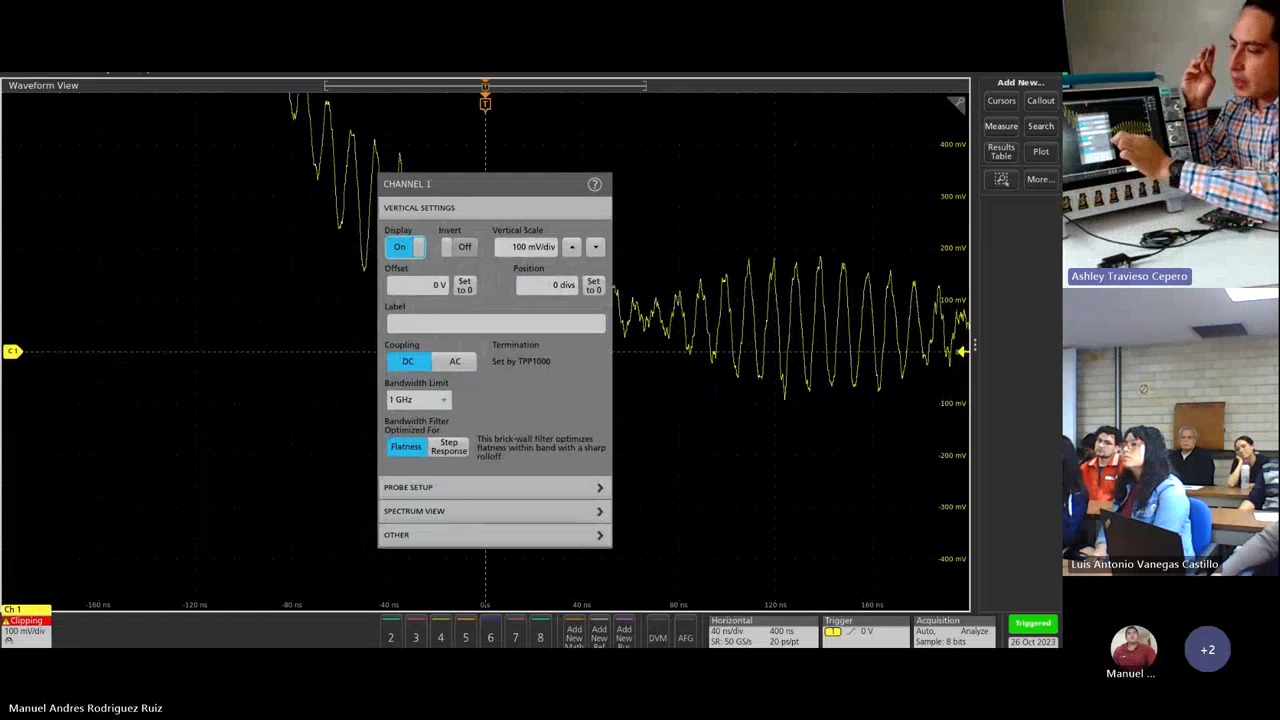 Waveform View
Add New...
Cursors
Callout
Measure
Search
Results
Table
Plot
More...
T
T
400 mV
300 mV
200 mV
100 mV
-100 mV
-200 mV
-300 mV
-400 mV
C 1
CHANNEL 1
?
VERTICAL SETTINGS
Display
Invert
Vertical Scale
On
Off
100 mV/div
Offset
Position
0 V
Set
to 0
0 divs
Set
to 0
Label
Coupling
Termination
DC
AC
Set by TPP1000
Bandwidth Limit
1 GHz
Bandwidth Filter
Optimized For
Flatness
Step
Response
This brick-wall filter optimizes
flatness within band with a sharp
rolloff.
PROBE SETUP
SPECTRUM VIEW
OTHER
-160 ns
-120 ns
-80 ns
-40 ns
0s
40 ns
80 ns
120 ns
160 ns
Ch 1
Clipping
100 mV/div
2
3
4
5
6
7
8
Add
New
Math
Add
New
Ref
Add
New
Bus
DVM
AFG
Horizontal
40 ns/div 400 ns
SR: 50 GS/s 20 ps/pt
Trigger
1 0 V
Acquisition
Auto, Analyze
Sample: 8 bits
Triggered
26 Oct 2023
Ashley Travieso Cepero
Luis Antonio Vanegas Castillo
Manuel ...
+2
Manuel Andres Rodriguez Ruiz